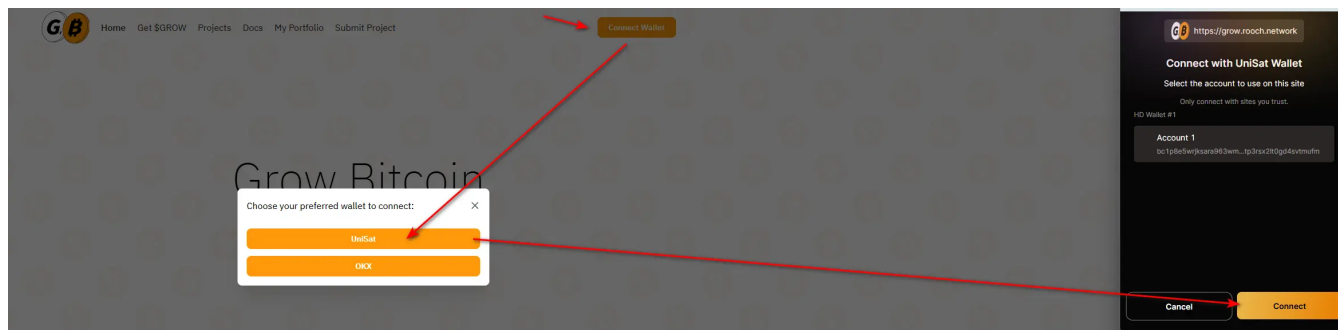 G B
Home Get $GROW Projects Docs My Portfolio Submit Project
Connect Wallet
Grow Bitcoin
Choose your preferred wallet to connect:
UniSat
OKX
https://grow.rooch.network
Connect with UniSat Wallet
Select the account to use on this site
Only connect with sites you trust.
HD Wallet #1
Account 1
bc1p8e5wrjksara963wm...tp3rsx2lt0gd4svtmufm
Cancel
Connect